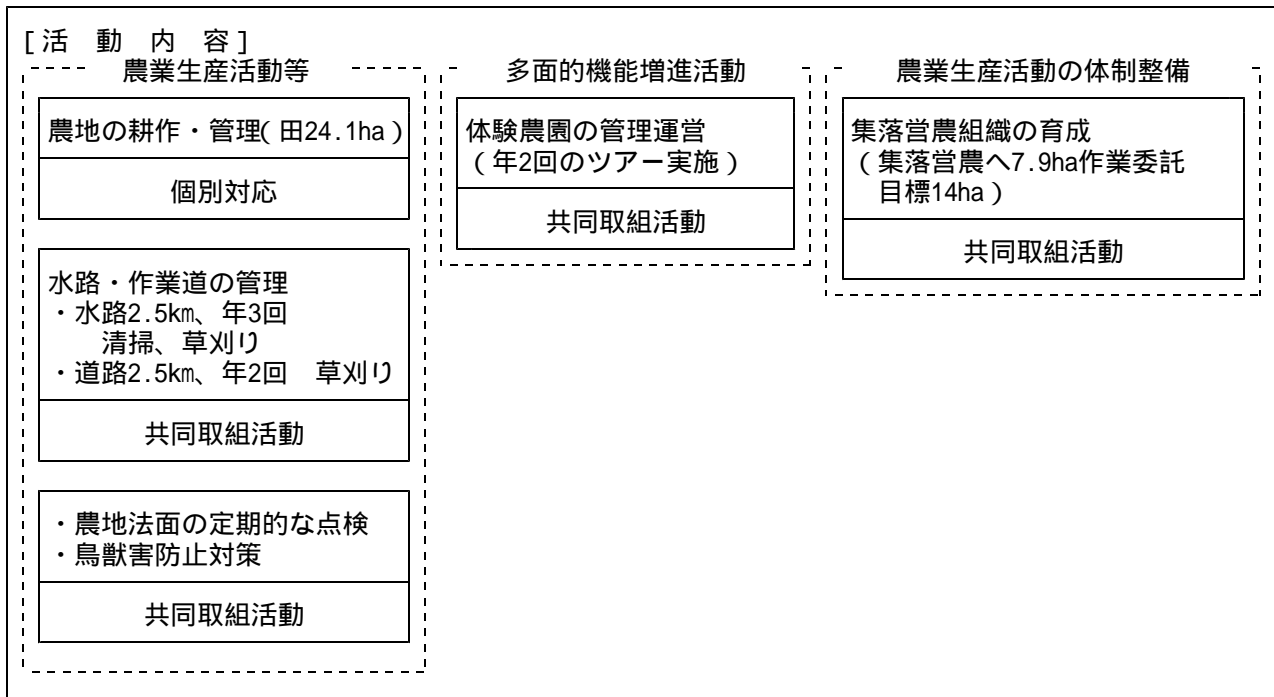 [活 動 内 容]
農業生産活動等
農地の耕作・管理(田24.1ha)
個別対応
水路・作業道の管理
・水路2.5km、年3回
清掃、草刈り
・道路2.5km、年2回 草刈り
共同取組活動
・農地法面の定期的な点検
・鳥獣害防止対策
共同取組活動
多面的機能増進活動
体験農園の管理運営
(年2回のツアー実施)
共同取組活動
農業生産活動の体制整備
集落営農組織の育成
(集落営農へ7.9ha作業委託
目標14ha)
共同取組活動